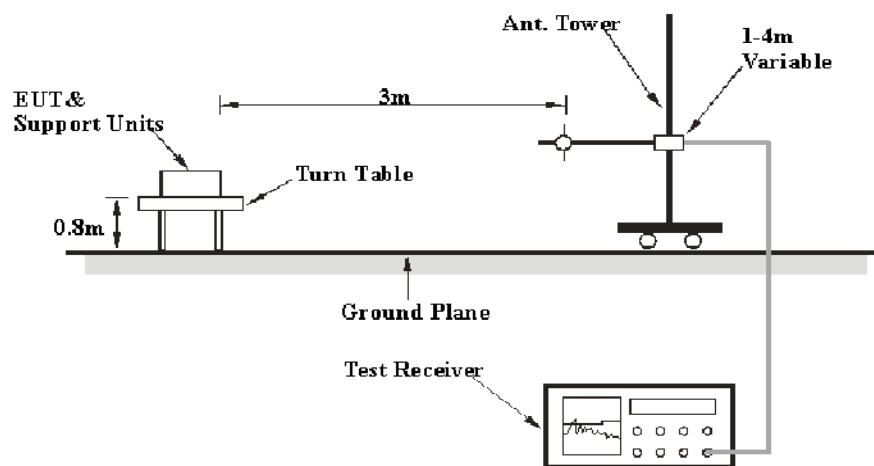 Ant. Tower
1-4m
Variable
3m
EUT &
Support Units
Turn Table
0.8m
Ground Plane
Test Receiver